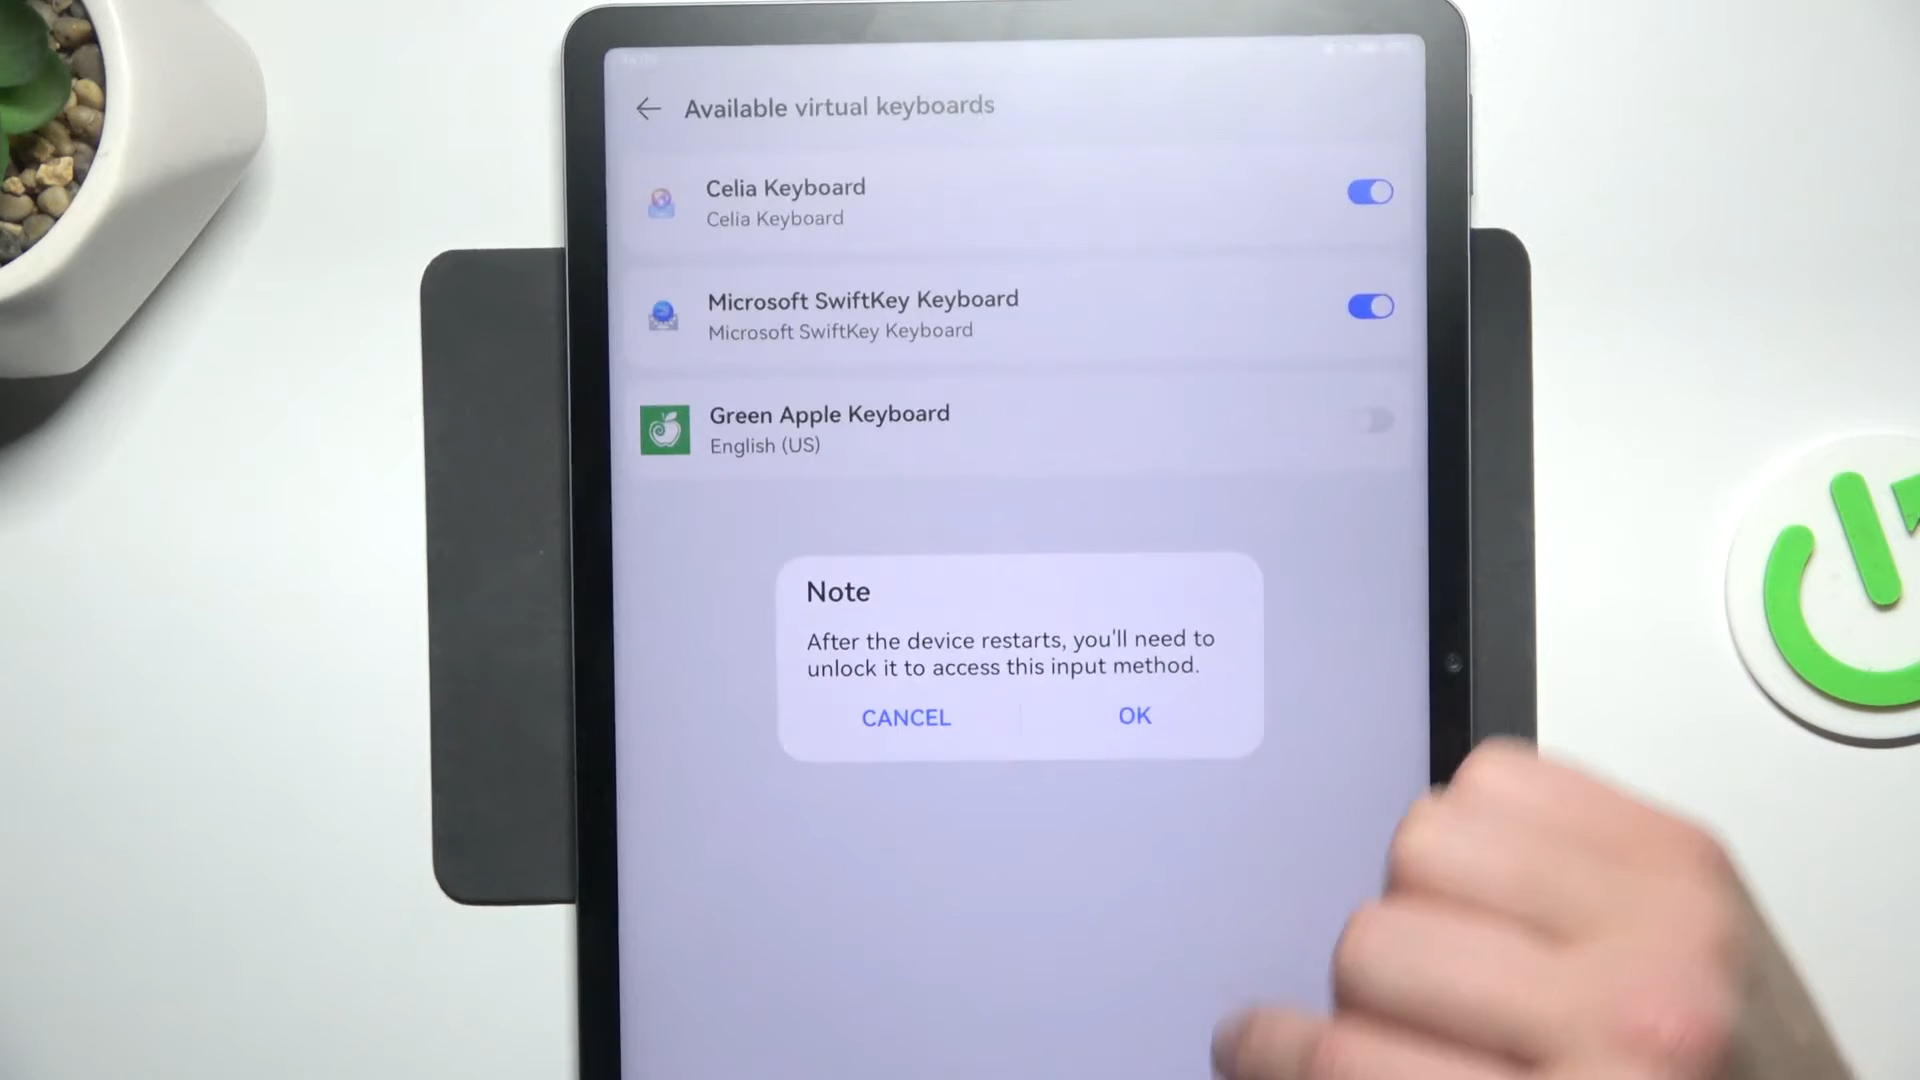 Available virtual keyboards
Celia Keyboard
Celia Keyboard
Microsoft SwiftKey Keyboard
Microsoft SwiftKey Keyboard
Green Apple Keyboard
English (US)
Note
After the device restarts, you'll need to
unlock it to access this input method.
CANCEL OK